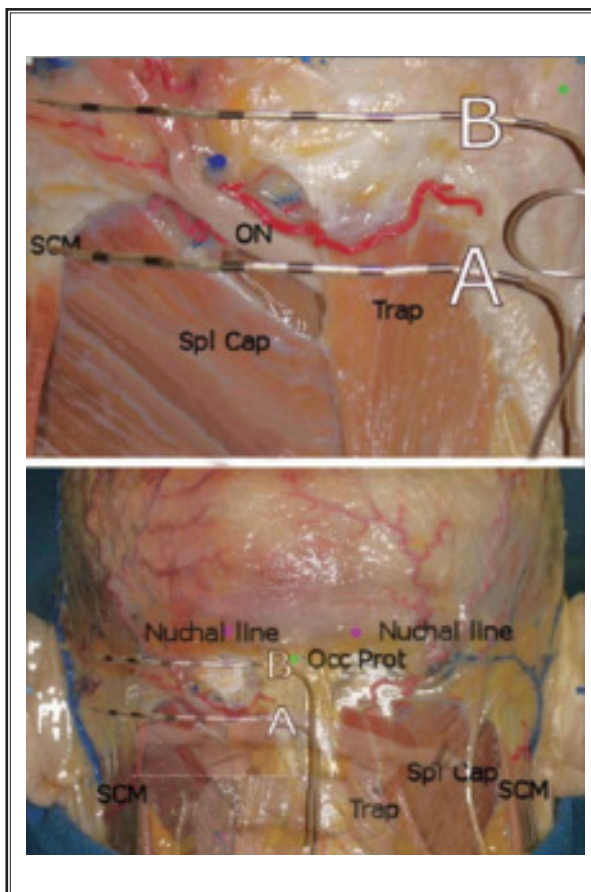 B
ON
SCM
A
Trap
Spl Cap
Nuchal line
Nuchal line
B
Occ Prot
A
Spl Cap
SCM
SCM
Trap